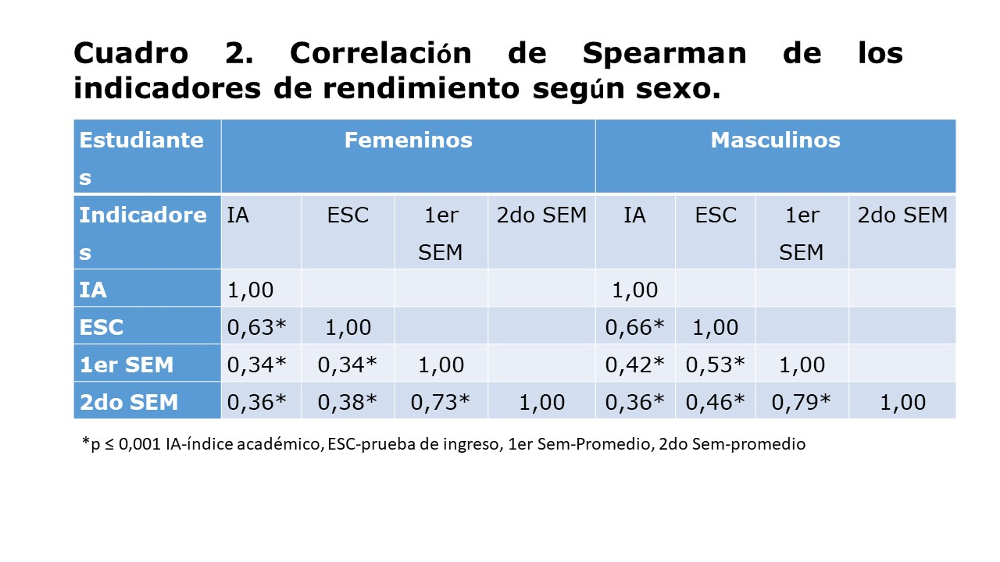 Cuadro 2. Correlación de Spearman de los
indicadores de rendimiento según sexo.
Estudiante
s
Femeninos Masculinos
Indicadore
s
IA ESC 1er
SEM
2do SEM IA ESC 1er
SEM
2do SEM
IA 1,00 1,00
ESC 0,63* 1,00 0,66* 1,00
1er SEM 0,34* 0,34* 1,00 0,42* 0,53* 1,00
2do SEM 0,36* 0,38* 0,73* 1,00 0,36* 0,46* 0,79* 1,00
*p ≤ 0,001 IA-índice académico, ESC-prueba de ingreso, 1er Sem-Promedio, 2do Sem-promedio